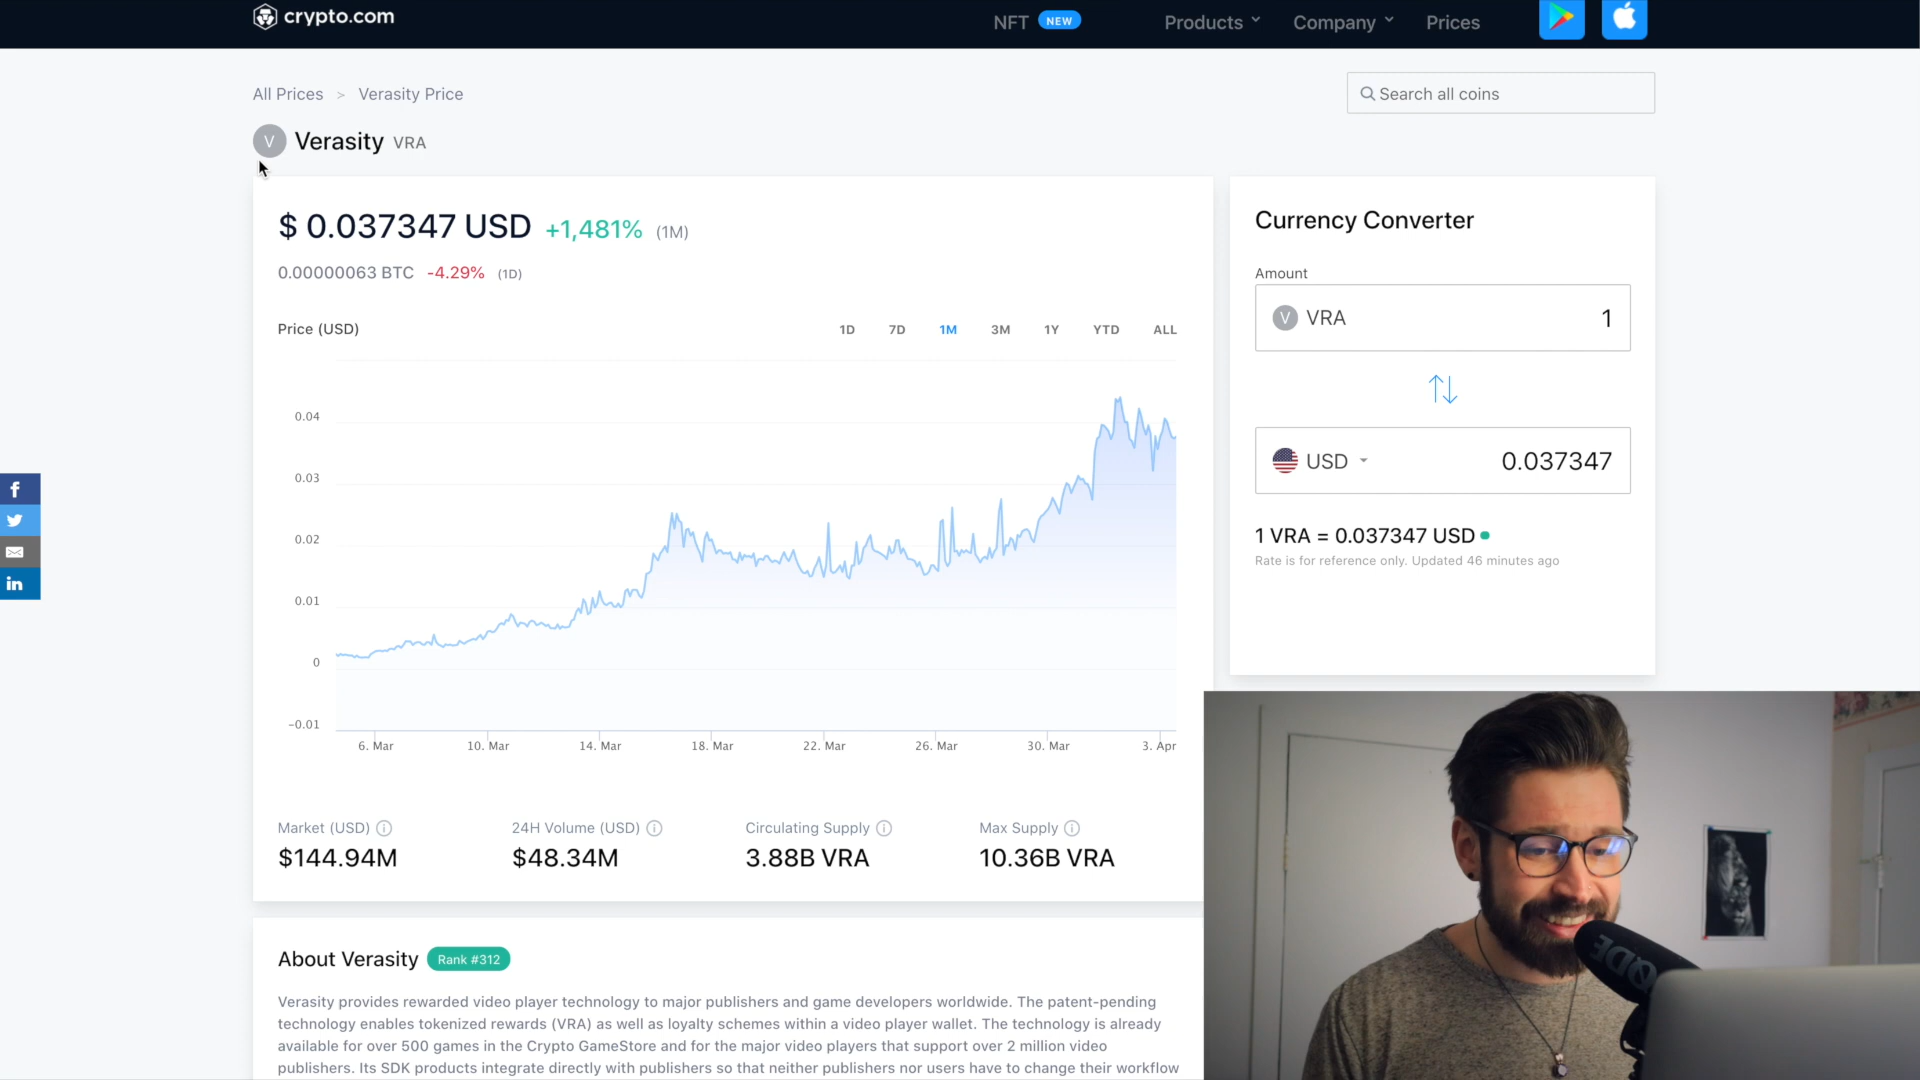 crypto.com
NFT NEW Products Company Prices
All Prices > Verasity Price
Search all coins
V Verasity VRA
$ 0.037347 USD +1,481% (1M)
0.00000063 BTC -4.29% (1D)
Price (USD)
1D 7D 1M 3M 1Y YTD ALL
0.04
0.03
0.02
0.01
0
-0.01
6. Mar 10. Mar 14. Mar 18. Mar 22. Mar 26. Mar 30. Mar 3. Apr
Market (USD)
$144.94M
24H Volume (USD)
$48.34M
Circulating Supply
3.88B VRA
Max Supply
10.36B VRA
Currency Converter
Amount
V VRA 1
USD 0.037347
1 VRA = 0.037347 USD
Rate is for reference only. Updated 46 minutes ago
About Verasity Rank #312
Verasity provides rewarded video player technology to major publishers and game developers worldwide. The patent-pending
technology enables tokenized rewards (VRA) as well as loyalty schemes within a video player wallet. The technology is already
available for over 500 games in the Crypto GameStore and for the major video players that support over 2 million video
publishers. Its SDK products integrate directly with publishers so that neither publishers nor users have to change their workflow
f
in
RØDE